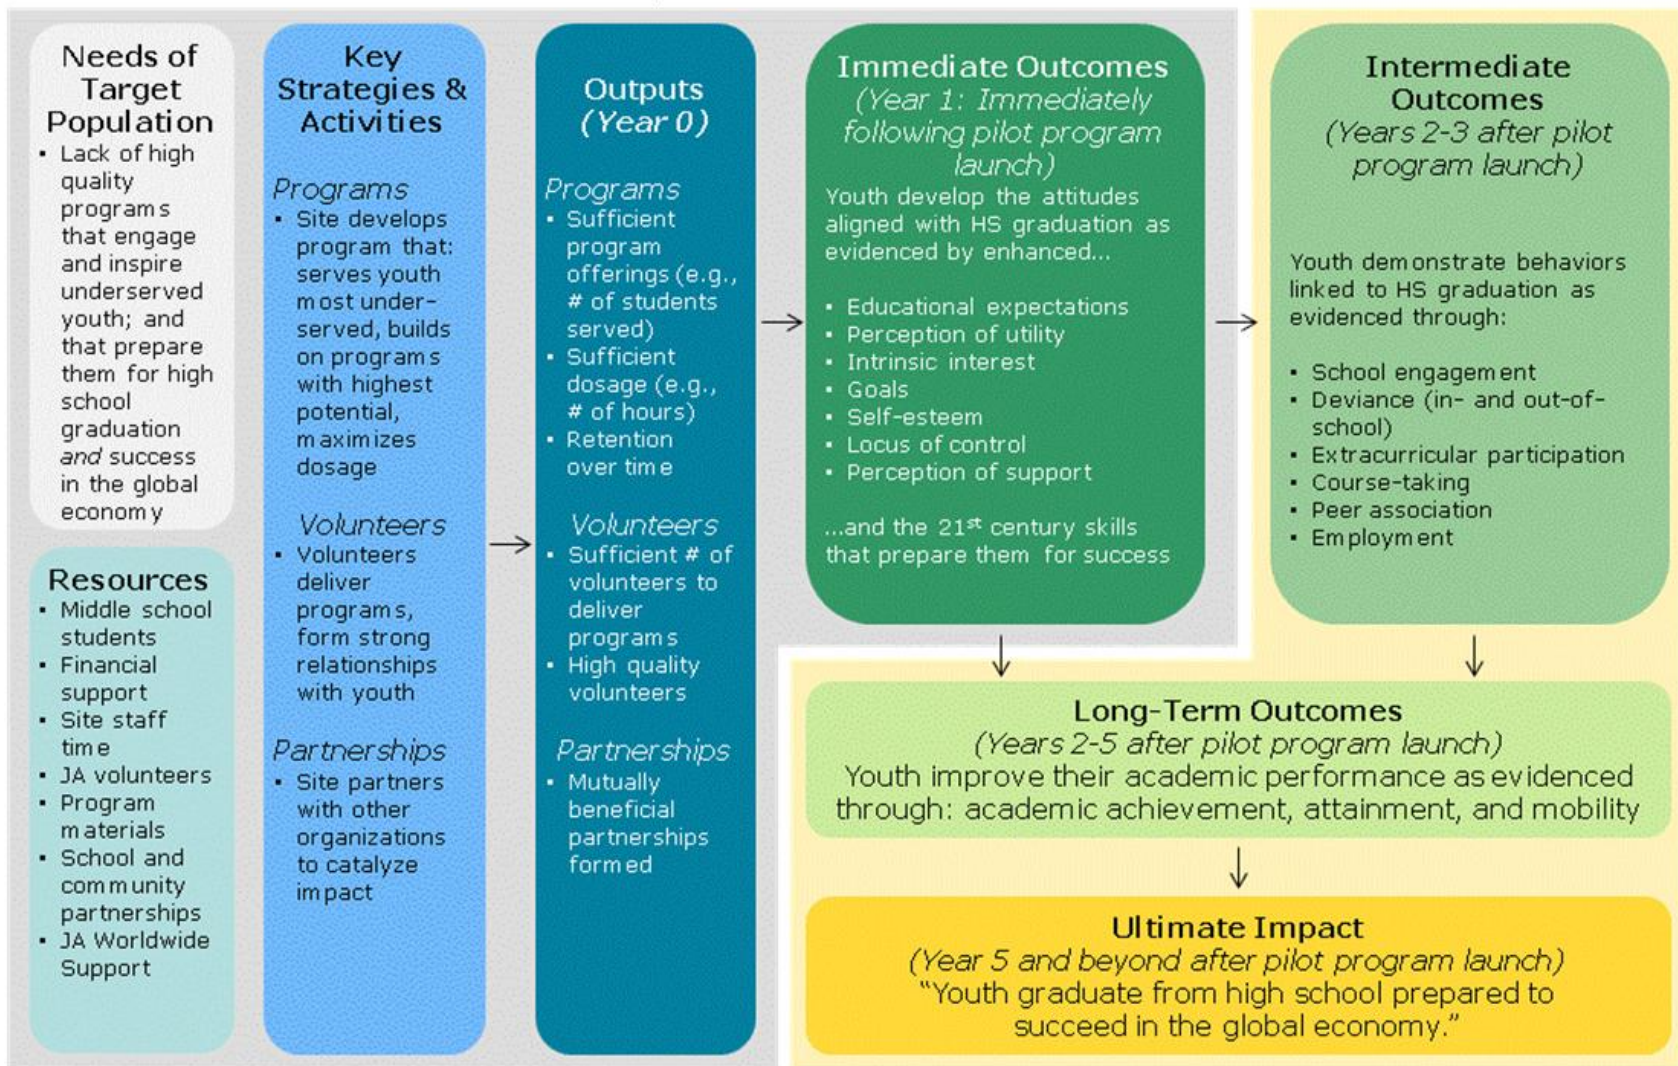 Needs of
Target
Population
▪ Lack of high
quality
programs
that engage
and inspire
underserved
youth; and
that prepare
them for high
school
graduation
and success
in the global
economy
Resources
▪ Middle school
students
▪ Financial
support
▪ Site staff
time
▪ JA volunteers
▪ Program
materials
▪ School and
community
partnerships
▪ JA Worldwide
Support
Key
Strategies &
Activities
Programs
▪ Site develops
program that:
serves youth
most under-
served, builds
on programs
with highest
potential,
maximizes
dosage
Volunteers
▪ Volunteers
deliver
programs,
form strong
relationships
with youth
Partnerships
▪ Site partners
with other
organizations
to catalyze
impact
Outputs
(Year 0)
Programs
▪ Sufficient
program
offerings (e.g.,
# of students
served)
▪ Sufficient
dosage (e.g.,
# of hours)
▪ Retention
over time
Volunteers
▪ Sufficient # of
volunteers to
deliver
programs
▪ High quality
volunteers
Partnerships
▪ Mutually
beneficial
partnerships
formed
Immediate Outcomes
(Year 1: Immediately
following pilot program
launch)
Youth develop the attitudes
aligned with HS graduation as
evidenced by enhanced...
▪ Educational expectations
▪ Perception of utility
▪ Intrinsic interest
▪ Goals
▪ Self-esteem
▪ Locus of control
▪ Perception of support
...and the 21st century skills
that prepare them for success
Intermediate
Outcomes
(Years 2-3 after pilot
program launch)
Youth demonstrate behaviors
linked to HS graduation as
evidenced through:
▪ School engagement
▪ Deviance (in- and out-of-
school)
▪ Extracurricular participation
▪ Course-taking
▪ Peer association
▪ Employment
Long-Term Outcomes
(Years 2-5 after pilot program launch)
Youth improve their academic performance as evidenced
through: academic achievement, attainment, and mobility
Ultimate Impact
(Year 5 and beyond after pilot program launch)
“Youth graduate from high school prepared to
succeed in the global economy.”